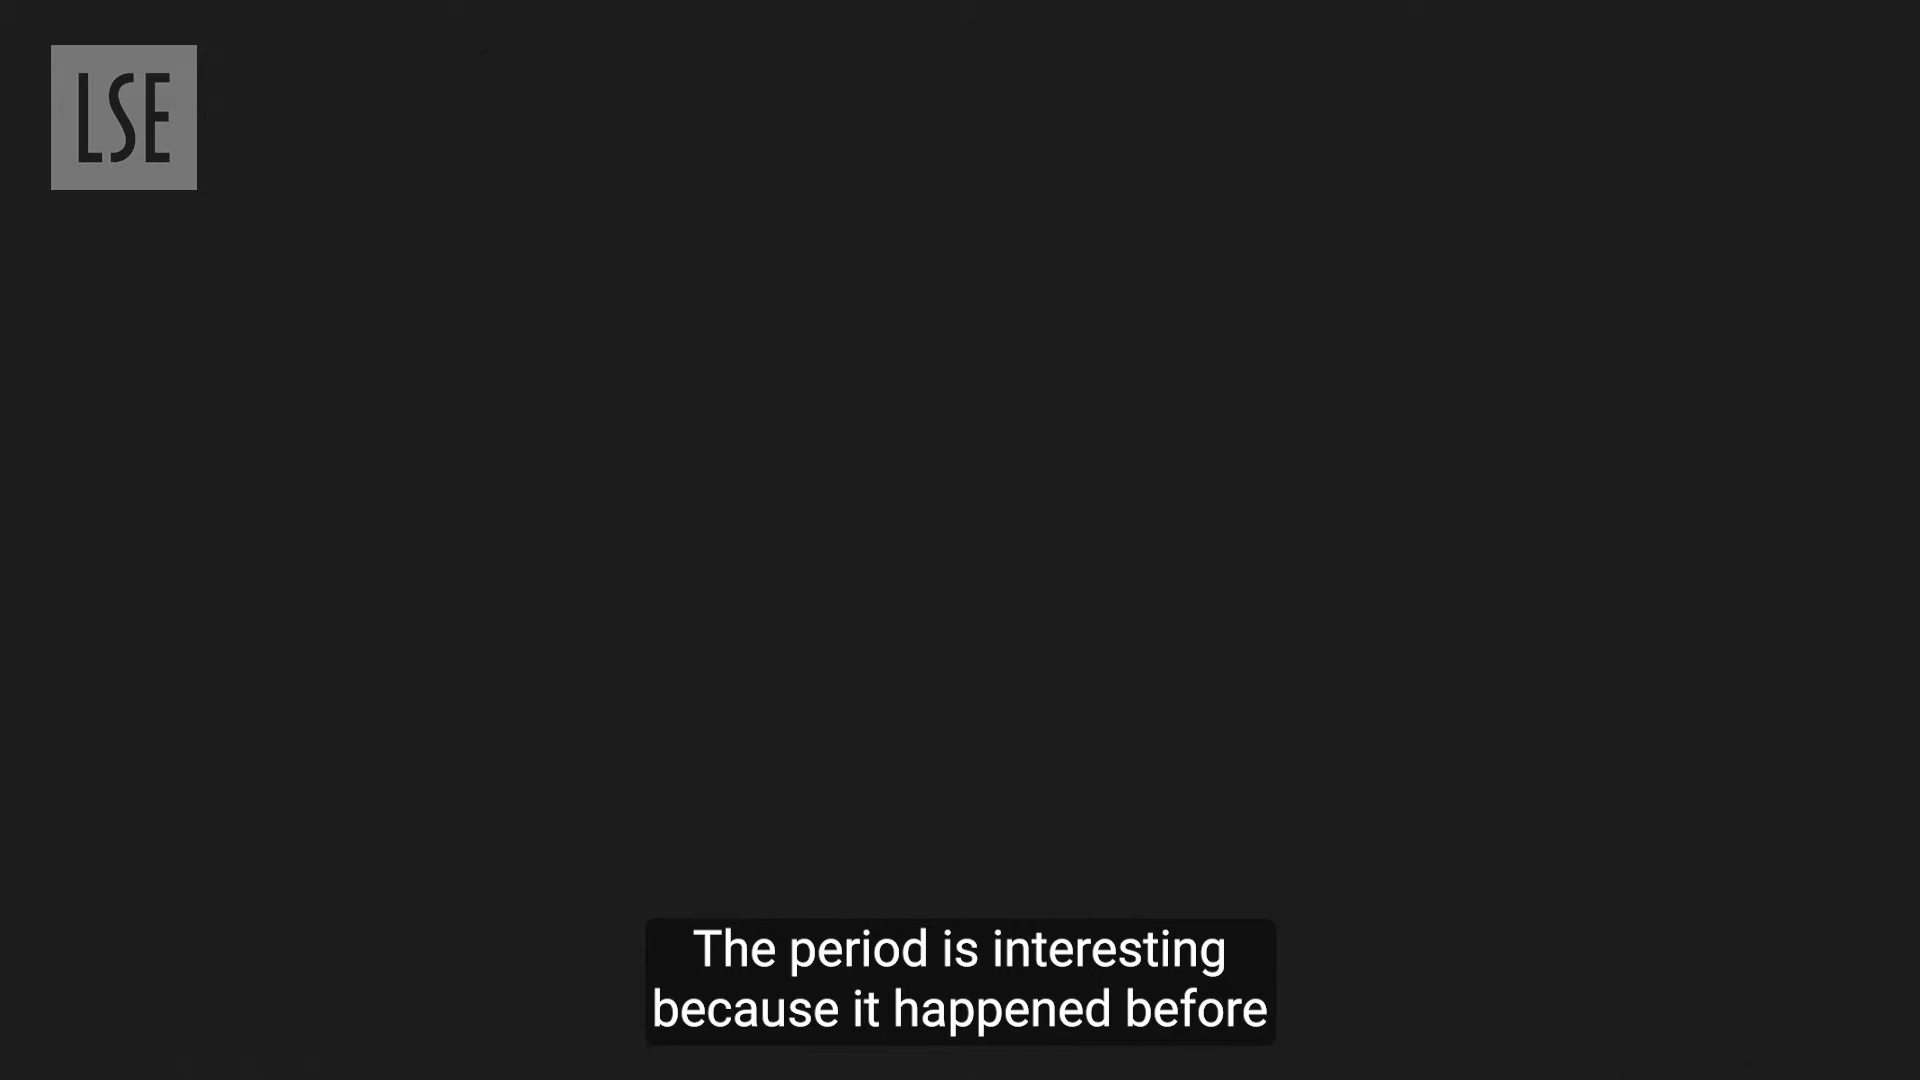 LSE
The period is interesting
because it happened before